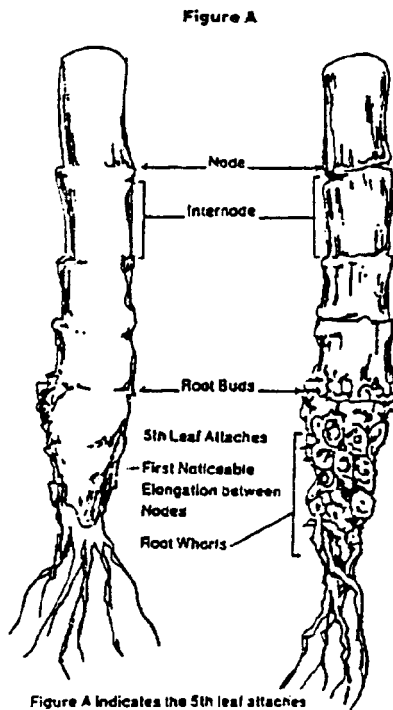 Figure A
Node
Internode
Root Buds
5th Leaf Attaches
First Noticeable
Elongation between
Nodes
Root Whorls
Figure A indicates the 5th leaf attaches